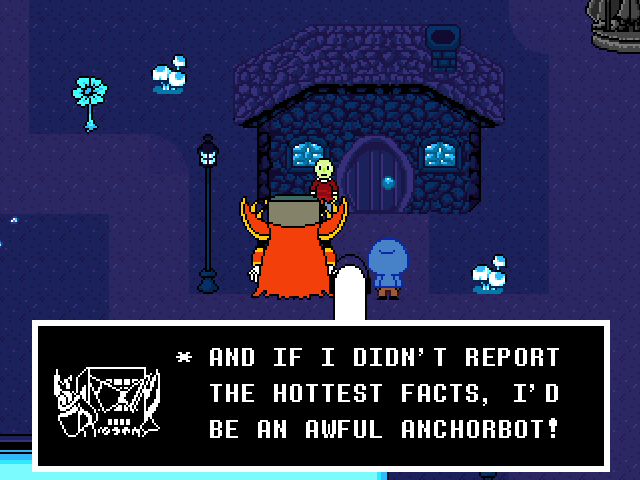 * AND IF I DIDN'T REPORT
THE HOTTEST FACTS, I'D
BE AN AWFUL ANCHORBOT!